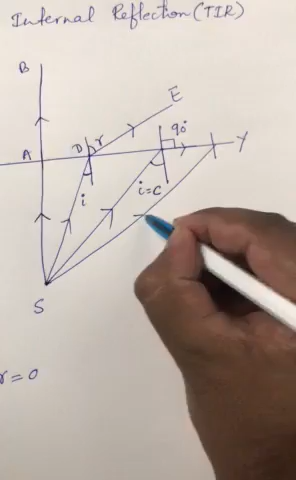 Internal Reflection (TIR)
B
E
A
D
r
90°
Y
i
i=c
S
r=0